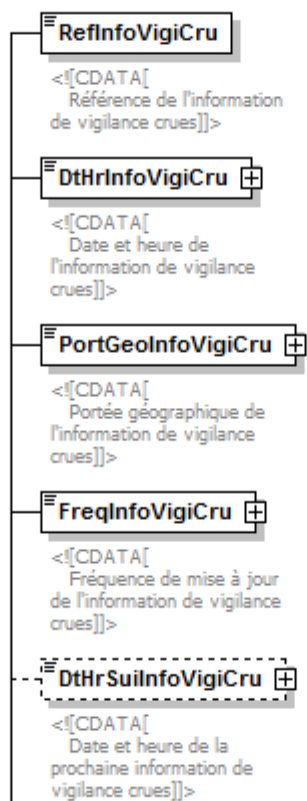 RefInfoVigiCru
<![CDATA[
Référence de l'information
de vigilance crues]]>
DtHrInfoVigiCru
<![CDATA[
Date et heure de
l'information de vigilance
crues]]>
PortGeoInfoVigiCru
<![CDATA[
Portée géographique de
l'information de vigilance
crues]]>
FreqInfoVigiCru
<![CDATA[
Fréquence de mise à jour
de l'information de vigilance
crues]]>
DtHrSuiInfoVigiCru
<![CDATA[
Date et heure de la
prochaine information de
vigilance crues]]>